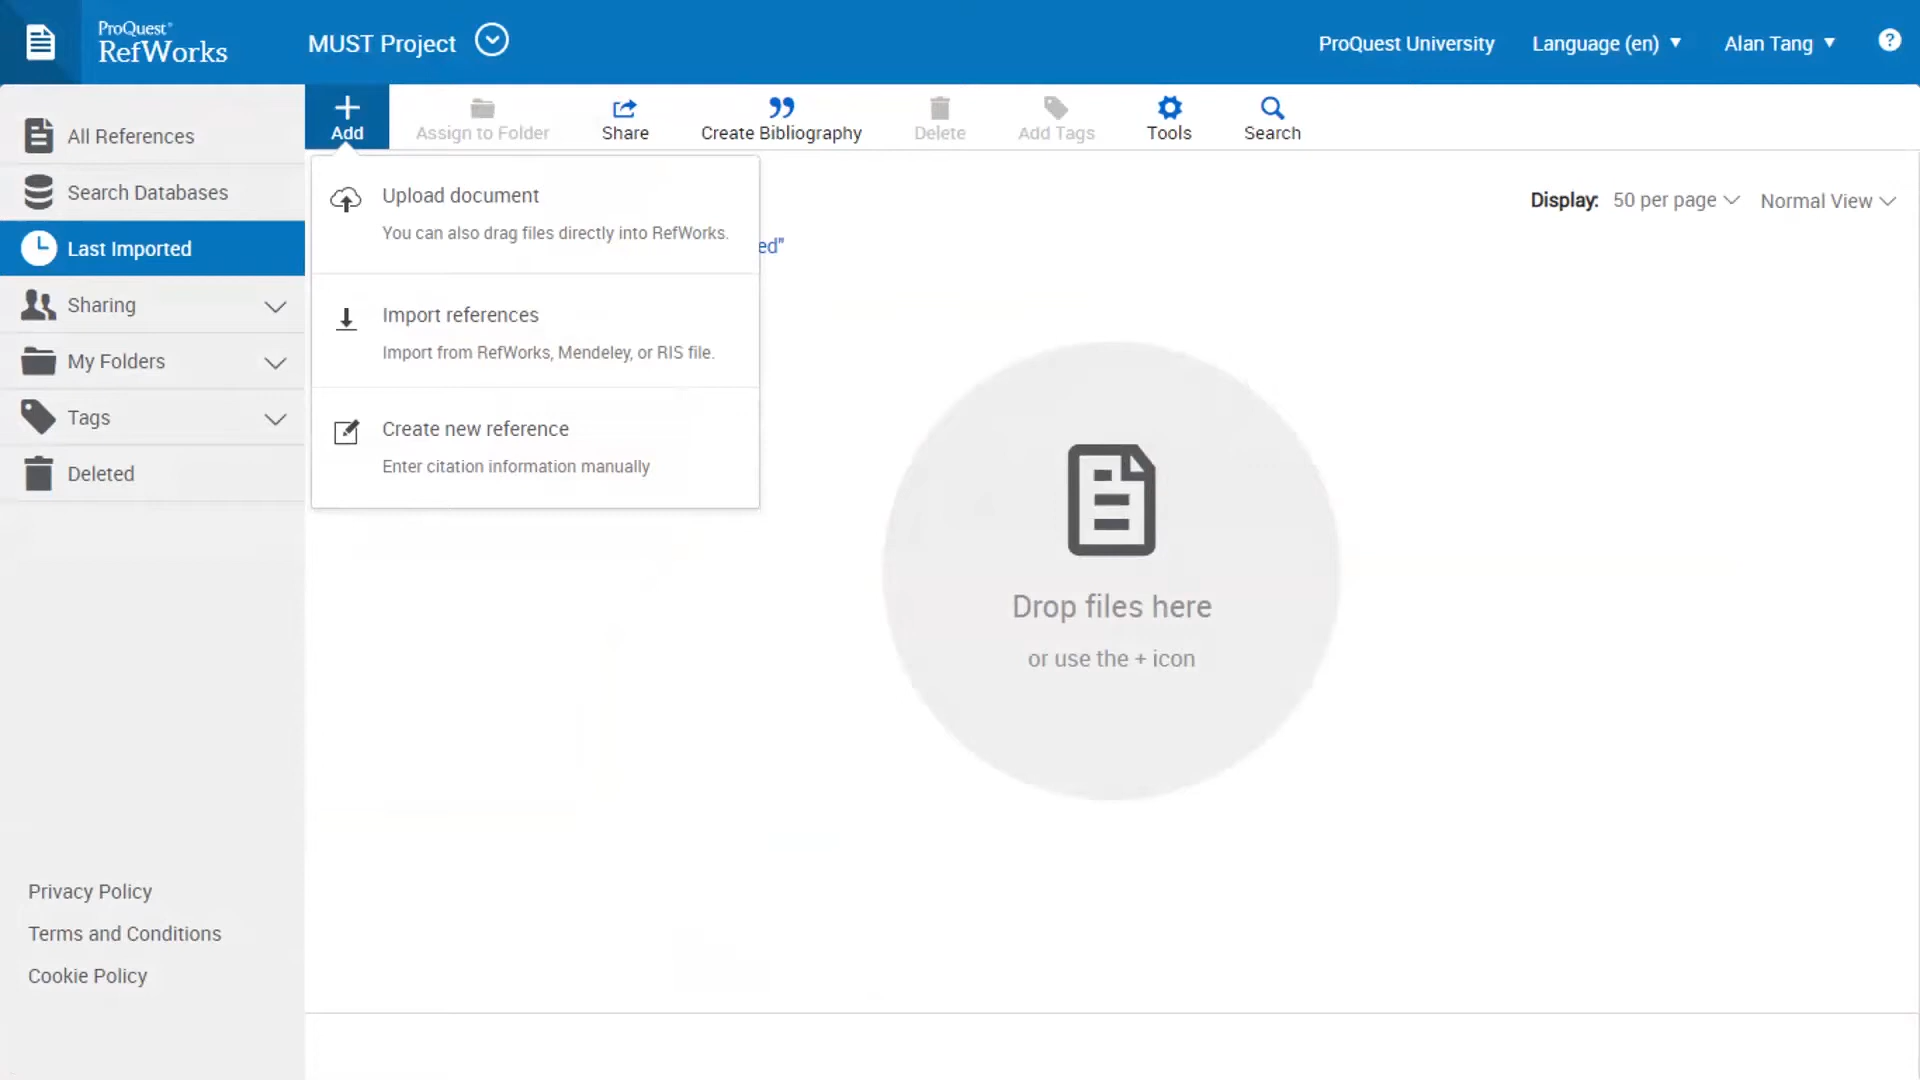 ProQuest®
RefWorks
MUST Project
ProQuest University
Language (en)
Alan Tang
?
All References
Search Databases
Last Imported
Sharing
My Folders
Tags
Deleted
Add
Assign to Folder
Share
Create Bibliography
Delete
Add Tags
Tools
Search
Upload document
You can also drag files directly into RefWorks.
Import references
Import from RefWorks, Mendeley, or RIS file.
Create new reference
Enter citation information manually
Display: 50 per page Normal View
ed"
Drop files here
or use the + icon
Privacy Policy
Terms and Conditions
Cookie Policy